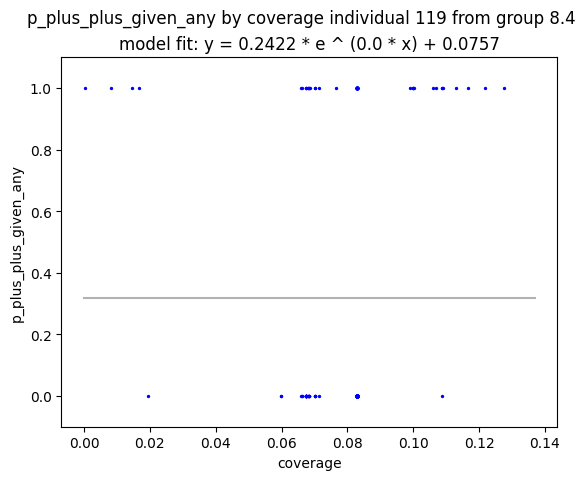 p_plus_plus_given_any by coverage individual 119 from group 8.4
model fit: y = 0.2422 * e ^ (0.0 * x) + 0.0757
1.0
0.8
0.6
0.4
0.2
0.0
p_plus_plus_given_any
0.00 0.02 0.04 0.06 0.08 0.10 0.12 0.14
coverage